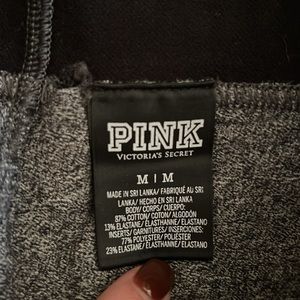 PINK
VICTORIA'S SECRET
M | M
MADE IN SRI LANKA/ FABRIQUÉ AU SRI
LANKA/ HECHO EN SRI LANKA
BODY/ CORPS/ CUERPO:
87% COTTON/ COTON/ ALGODÓN
13% ELASTANE/ ÉLASTHANNE/ ELASTANO
INSERTS/ GARNITURES/ INSERCIONES:
77% POLYESTER/ POLIÉSTER
23% ELASTANE/ ÉLASTHANNE/ ELASTANO